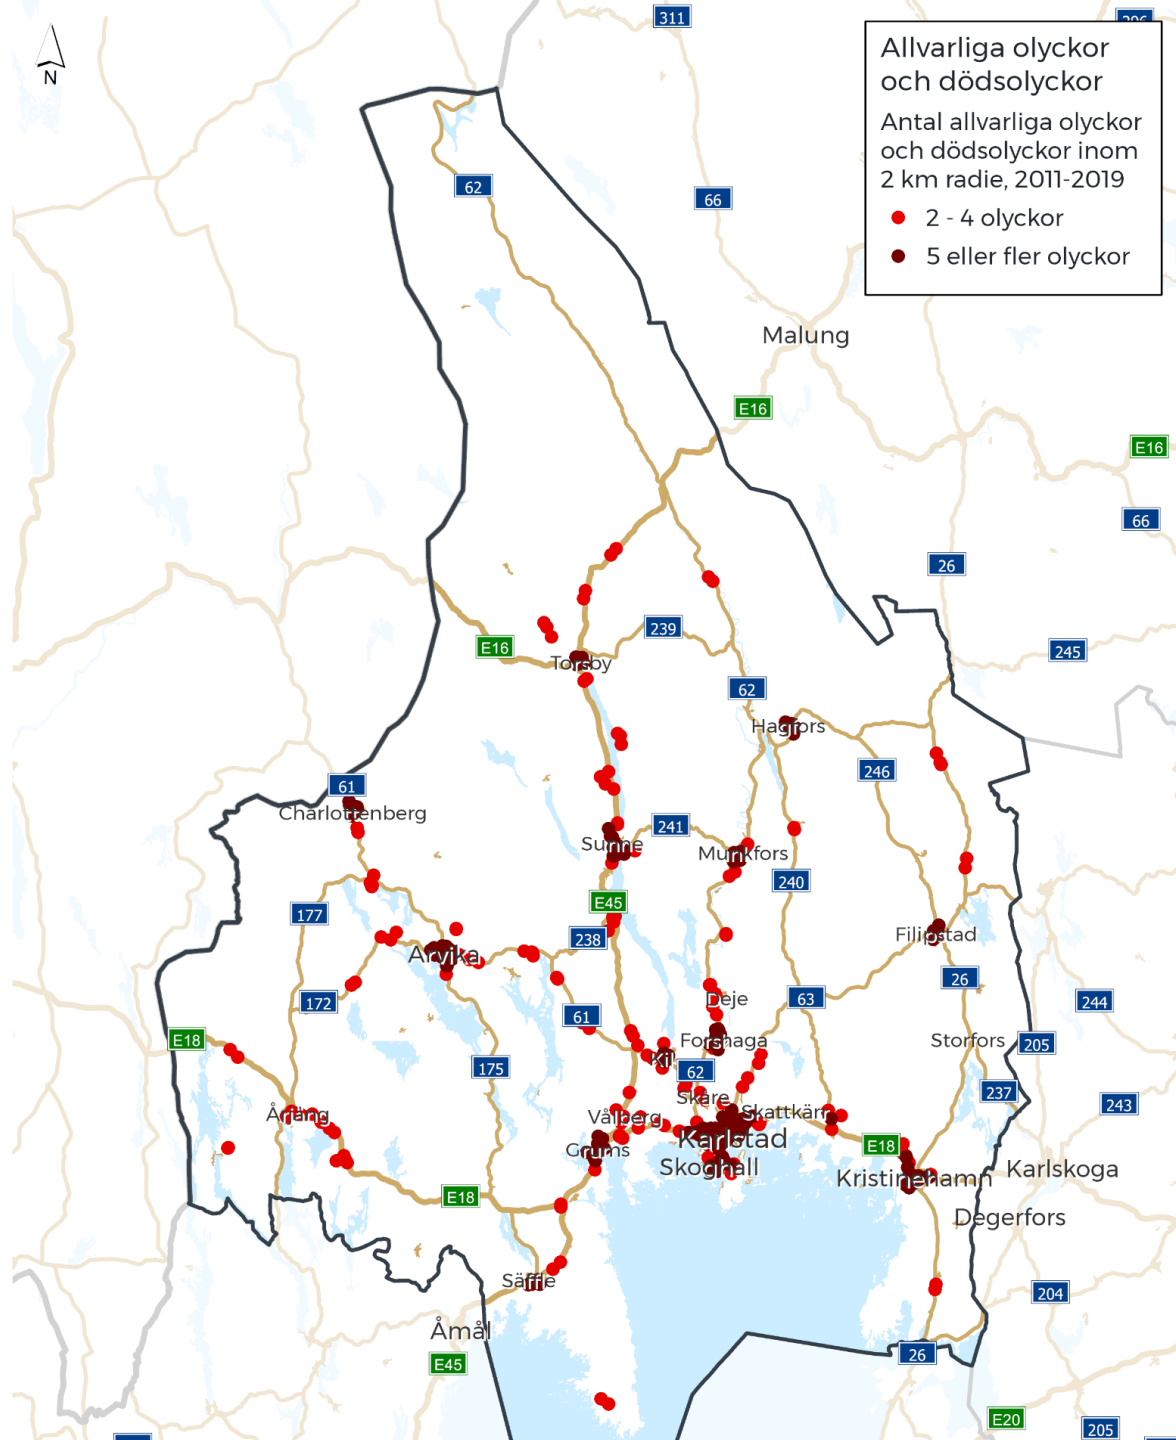 311
206
N
Allvarliga olyckor
och dödsolyckor
Antal allvarliga olyckor
och dödsolyckor inom
2 km radie, 2011-2019
2 - 4 olyckor
5 eller fler olyckor
62
66
Malung
E16
E16
66
26
239
E16
245
Torsby
62
Hagfors
246
61
Charlottenberg
241
Sunne
Munkfors
240
E45
177
238
Filipstad
Arvika
26
63
Deje
172
244
61
E18
Forshaga
Storfors
205
Kil
175
62
237
Skåre
243
Årjäng
Vålberg
Skattkärr
Karlstad
E18
Grums
Skoghall
Karlskoga
Kristinehamn
E18
Degerfors
Säffle
204
Åmål
26
E45
E20
205